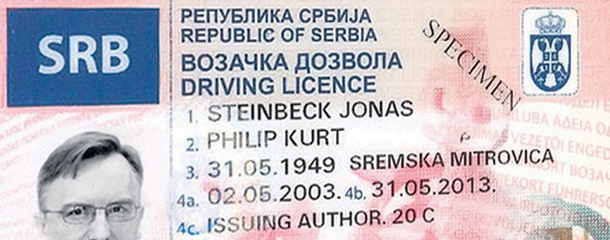 SRB
РЕПУБЛИКА СРБИЈА
REPUBLIC OF SERBIA
ВОЗАЧКА ДОЗВОЛА
DRIVING LICENCE
SPECIMEN
1. STEINBECK JONAS
2. PHILIP KURT
3. 31.05.1949 SREMSKA MITROVICA
4a. 02.05.2003. 4b. 31.05.2013.
4c. ISSUING AUTHOR. 20 C